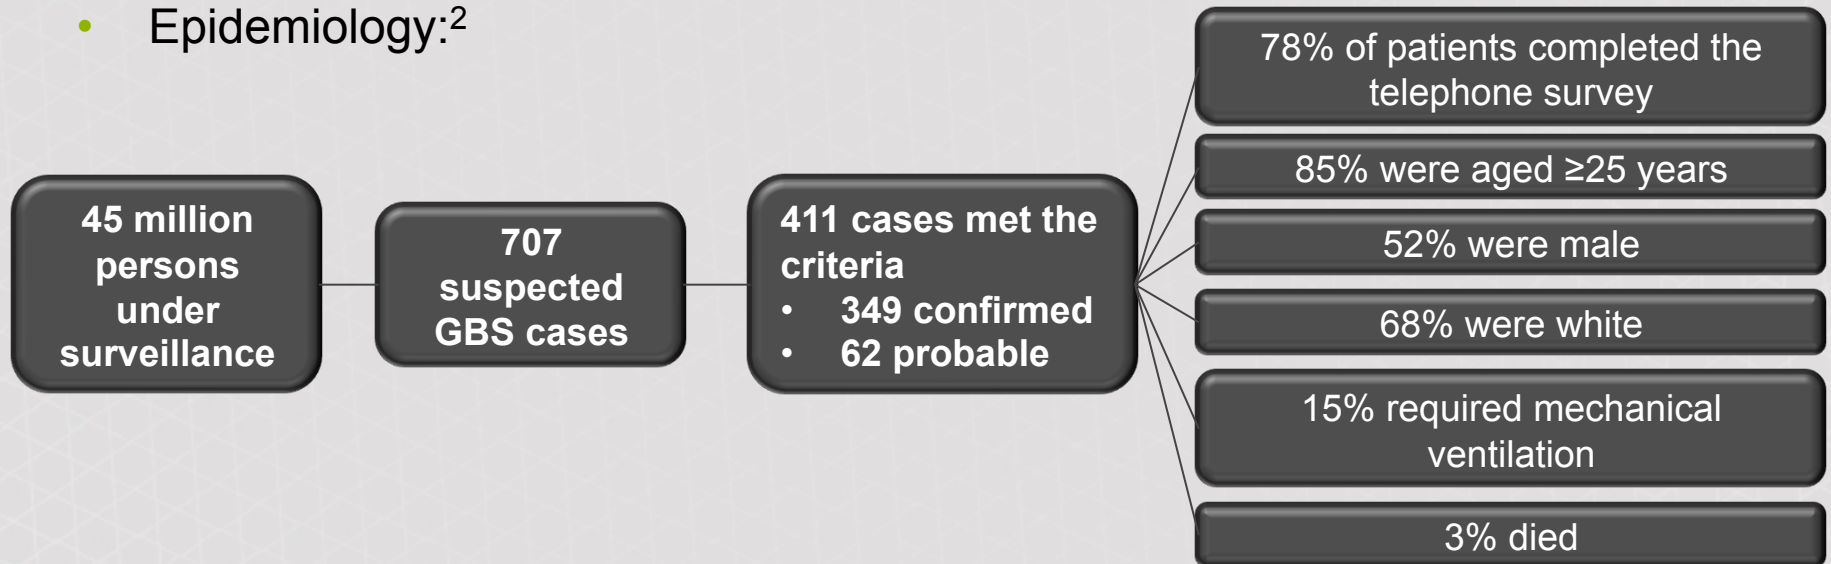 • Epidemiology:²
45 million
persons
under
surveillance
707
suspected
GBS cases
411 cases met the
criteria
• 349 confirmed
• 62 probable
78% of patients completed the
telephone survey
85% were aged ≥25 years
52% were male
68% were white
15% required mechanical
ventilation
3% died